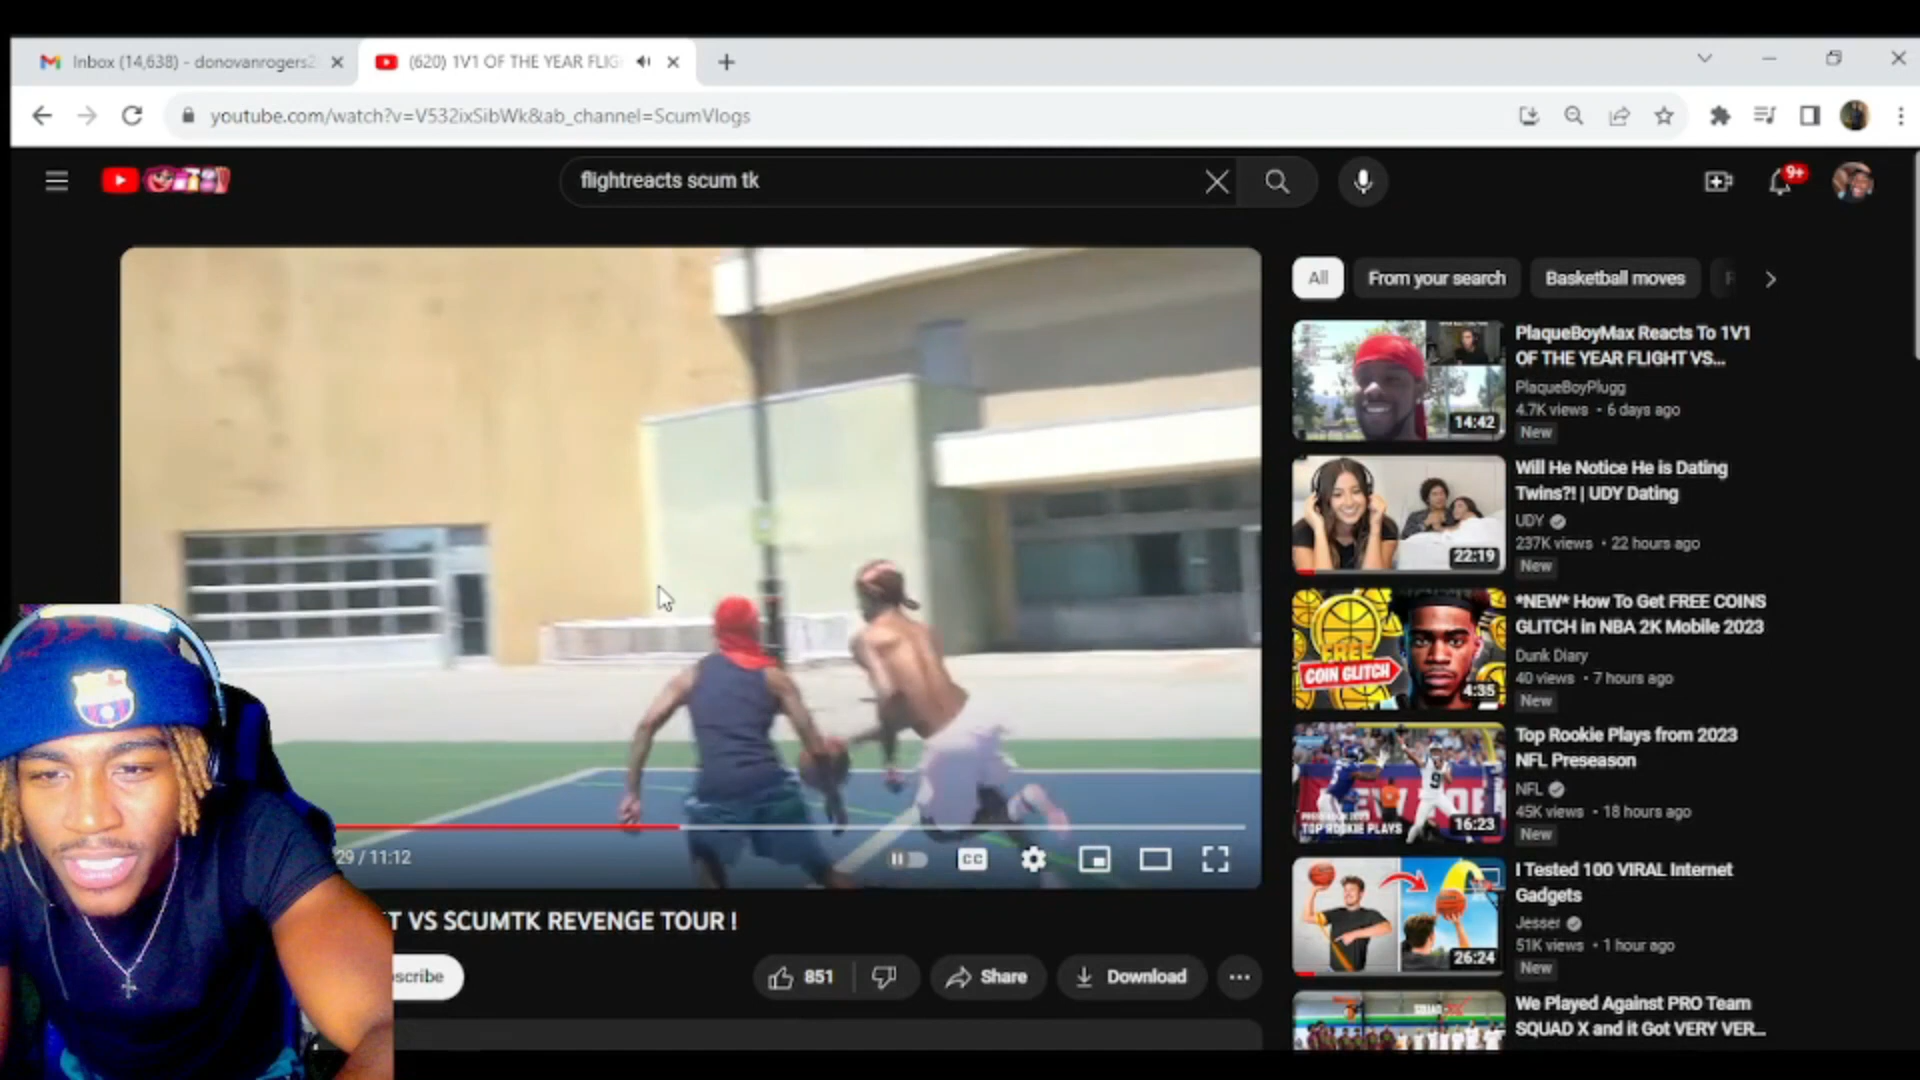 Inbox (14,638) - donovanrogers2
(620) 1V1 OF THE YEAR FLIG
youtube.com/watch?v=V532ixSibWk&ab_channel=ScumVlogs
flightreacts scum tk
9+
All
From your search
Basketball moves
PlaqueBoyMax Reacts To 1V1
OF THE YEAR FLIGHT VS...
PlaqueBoyPlugg
4.7K views • 6 days ago
New
14:42
Will He Notice He is Dating
Twins?! | UDY Dating
UDY
237K views • 22 hours ago
New
22:19
*NEW* How To Get FREE COINS
GLITCH in NBA 2K Mobile 2023
Dunk Diary
40 views • 7 hours ago
New
FREE
COIN GLITCH
4:35
Top Rookie Plays from 2023
NFL Preseason
NFL
45K views • 18 hours ago
New
TOP ROOKIE PLAYS
16:23
I Tested 100 VIRAL Internet
Gadgets
Jesser
51K views • 1 hour ago
New
26:24
We Played Against PRO Team
SQUAD X and it Got VERY VER...
29 / 11:12
CC
T VS SCUMTK REVENGE TOUR !
scribe
851
Share
Download